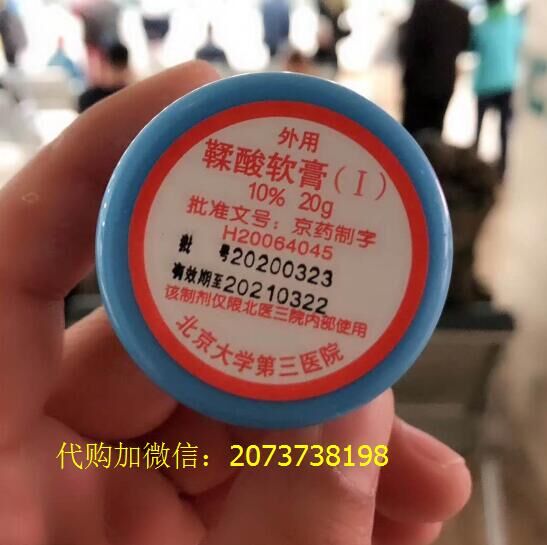 外用
鞣酸软膏(Ⅰ)
10% 20g
批准文号：京药制字
H20064045
批 号20200323
有效期至20210322
该制剂仅限北医三院内部使用
北京大学第三医院
代购加微信：2073738198